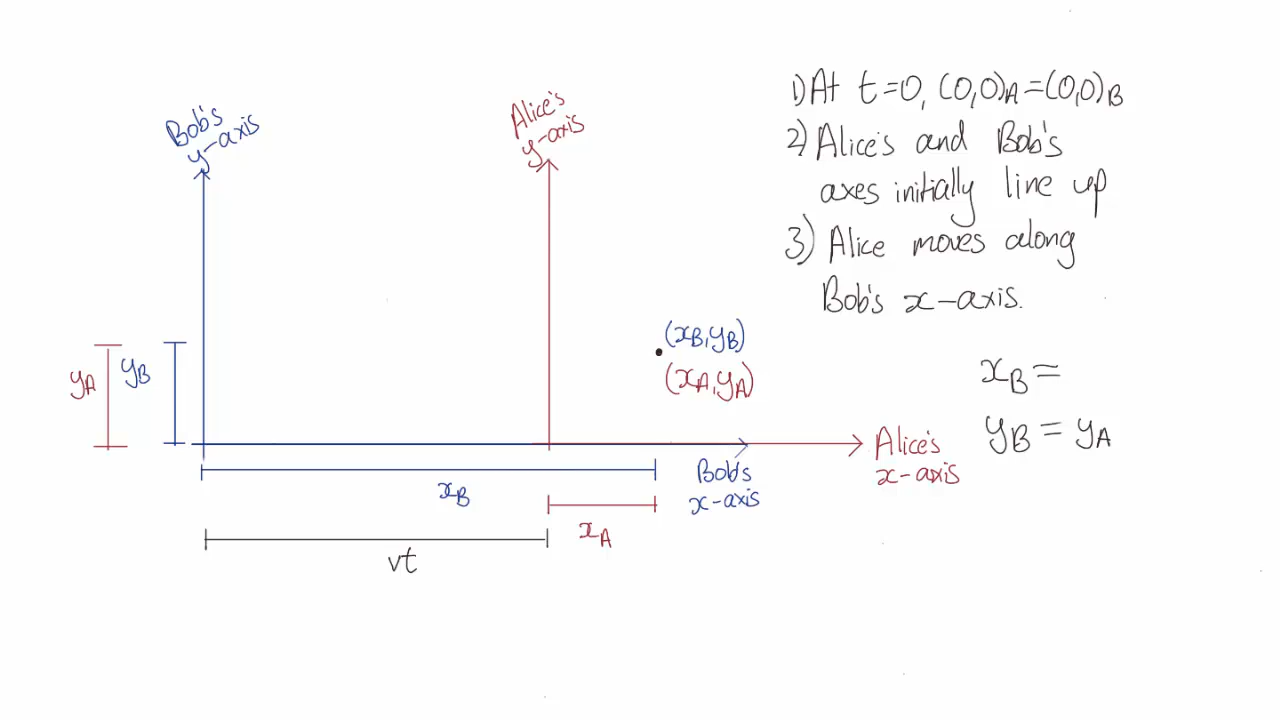 Bob's
y-axis
Alice's
y-axis
1) At t=0, (0,0)A=(0,0)B
2) Alice's and Bob's
axes initially line up
3) Alice moves along
Bob's x-axis.
(xB,yB)
(xA,yA)
yA
yB
xB =
yB = yA
Alice's
x-axis
Bob's
x-axis
xB
xA
vt